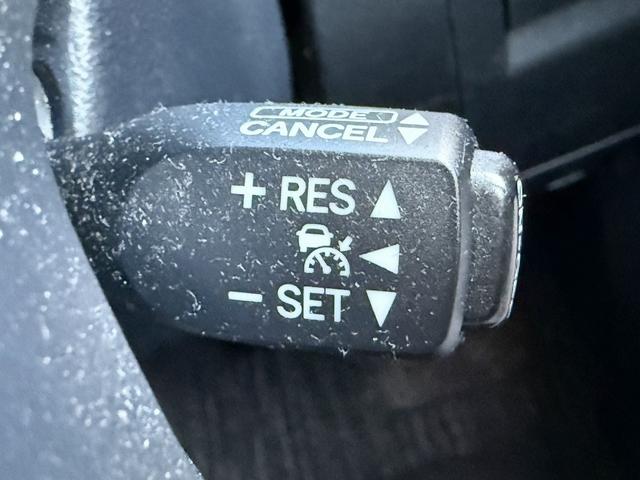 MODE
CANCEL
+ RES
- SET